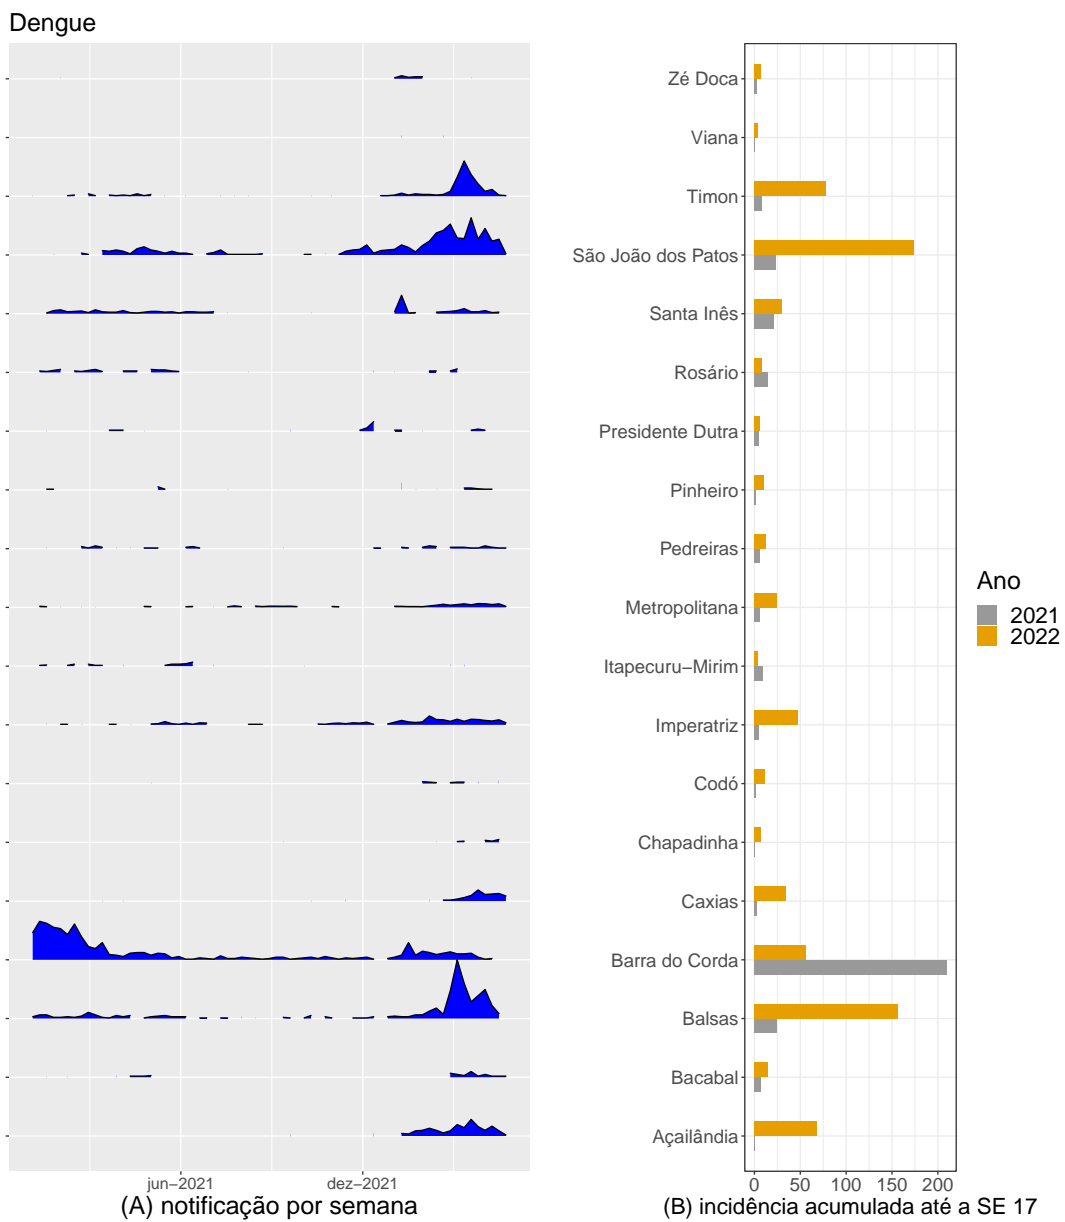 Dengue
Zé Doca
Viana
Timon
São João dos Patos
Santa Inês
Rosário
Presidente Dutra
Pinheiro
Pedreiras
Metropolitana
Itapecuru−Mirim
Imperatriz
Codó
Chapadinha
Caxias
Barra do Corda
Balsas
Bacabal
Açailândia
Ano
2021
2022
jun−2021 dez−2021
0 50 100 150 200
(A) notificação por semana
(B) incidência acumulada até a SE 17